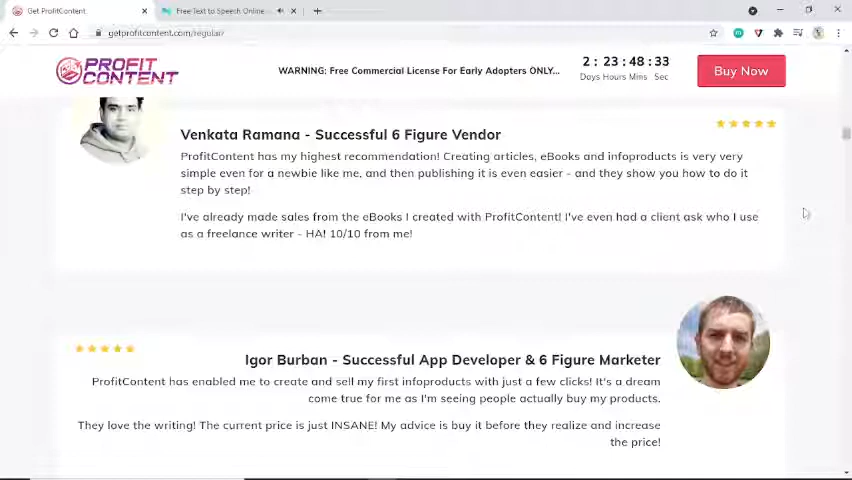 Get ProfitContent
Free Text to Speech Online
getprofitcontent.com/regular/
PROFIT
CONTENT
WARNING: Free Commercial License For Early Adopters ONLY...
2 : 23 : 48 : 33
Days Hours Mins Sec
Buy Now
Venkata Ramana - Successful 6 Figure Vendor
ProfitContent has my highest recommendation! Creating articles, eBooks and infoproducts is very very
simple even for a newbie like me, and then publishing it is even easier - and they show you how to do it
step by step!
I've already made sales from the eBooks I created with ProfitContent! I've even had a client ask who I use
as a freelance writer - HA! 10/10 from me!
Igor Burban - Successful App Developer & 6 Figure Marketer
ProfitContent has enabled me to create and sell my first infoproducts with just a few clicks! It's a dream
come true for me as I'm seeing people actually buy my products.
They love the writing! The current price is just INSANE! My advice is buy it before they realize and increase
the price!